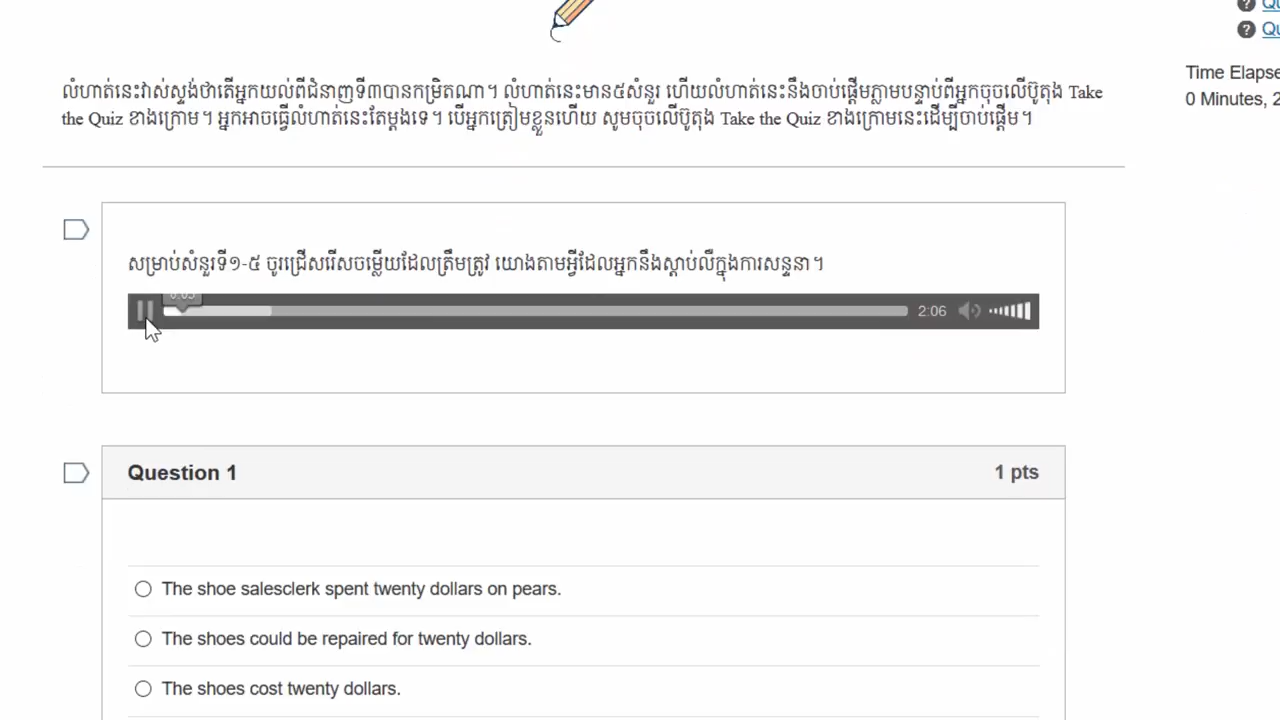 Time Elapse
0 Minutes, 2
លំហាត់នេះវាស់ស្ទង់ថាតើអ្នកយល់ពីជំនាញទី៣បានកម្រិតណា។ លំហាត់នេះមាន៥សំនួរ ហើយលំហាត់នេះនឹងចាប់ផ្តើមភ្លាមបន្ទាប់ពីអ្នកចុចលើប៊ូតុង Take
the Quiz ខាងក្រោម។ អ្នកអាចធ្វើលំហាត់នេះតែម្តងទេ។ បើអ្នកត្រៀមខ្លួនហើយ សូមចុចលើប៊ូតុង Take the Quiz ខាងក្រោមនេះដើម្បីចាប់ផ្តើម។
សម្រាប់សំនួរទី១-៥ ចូរជ្រើសរើសចម្លើយដែលត្រឹមត្រូវ យោងតាមអ្វីដែលអ្នកនឹងស្តាប់លឺក្នុងការសន្ទនា។
2:06
Question 1 1 pts
The shoe salesclerk spent twenty dollars on pears.
The shoes could be repaired for twenty dollars.
The shoes cost twenty dollars.